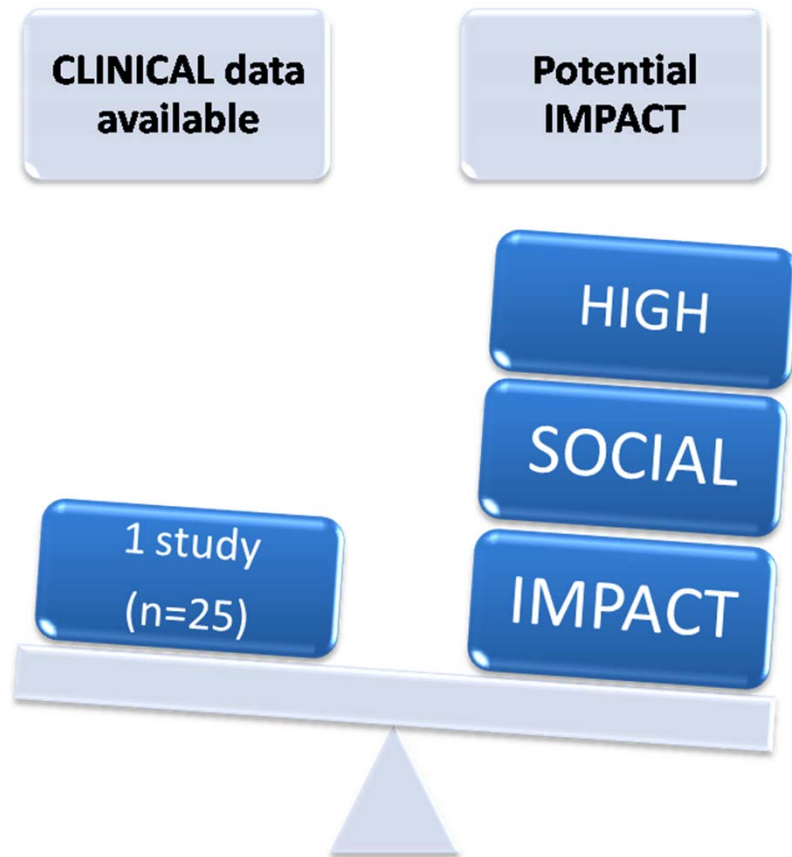 CLINICAL data
available
Potential
IMPACT
1 study
(n=25)
HIGH
SOCIAL
IMPACT